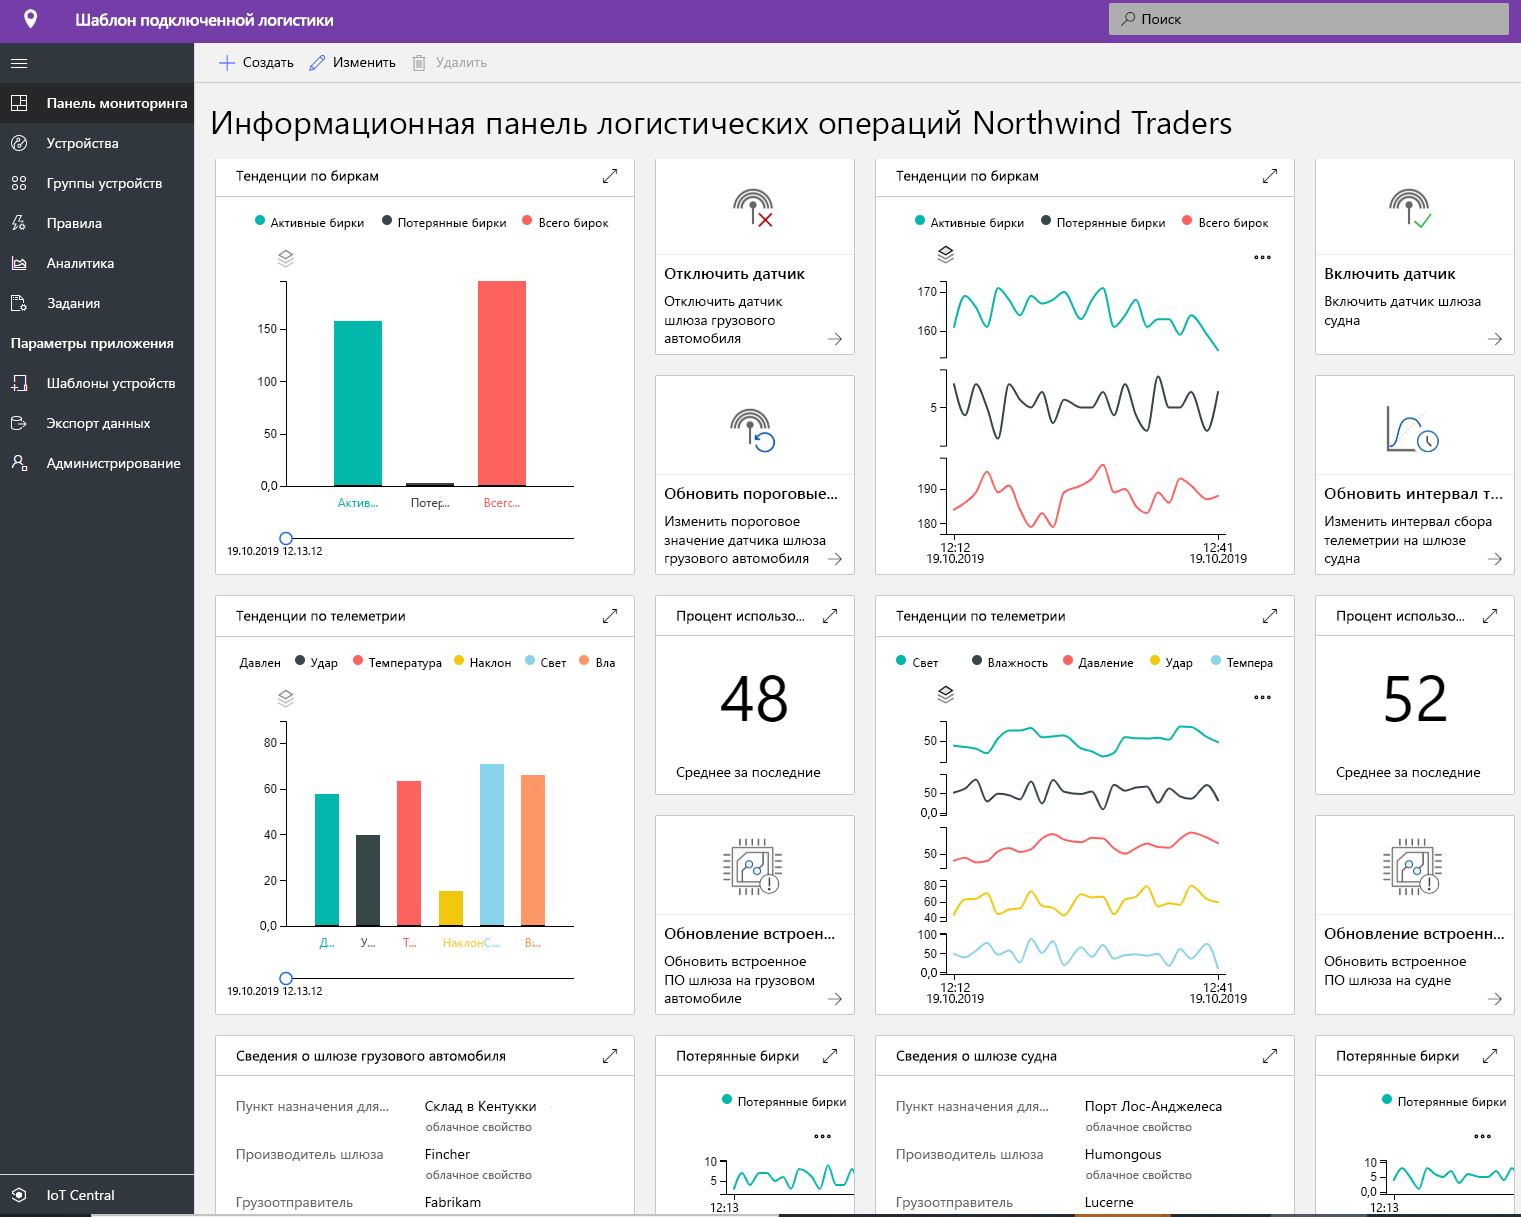 Шаблон подключенной логистики
Поиск
Создать
Изменить
Удалить
Панель мониторинга
Устройства
Группы устройств
Правила
Аналитика
Задания
Параметры приложения
Шаблоны устройств
Экспорт данных
Администрирование
IoT Central
Информационная панель логистических операций Northwind Traders
Тенденции по биркам
Активные бирки
Потерянные бирки
Всего бирок
150
100
50
0,0
Актив...
Потер...
Всегс...
19.10.2019 12.13.12
Отключить датчик
Отключить датчик
шлюза грузового
автомобиля
Обновить пороговые...
Изменить пороговое
значение датчика шлюза
грузового автомобиля
Тенденции по биркам
Активные бирки
Потерянные бирки
Всего бирок
170
160
5
190
180
12:12
19.10.2019
12:41
19.10.2019
Включить датчик
Включить датчик шлюза
судна
Обновить интервал т...
Изменить интервал сбора
телеметрии на шлюзе
судна
Тенденции по телеметрии
Давлен
Удар
Температура
Наклон
Свет
Вла
80
60
40
20
0,0
Д...
У...
Т...
Наклон
С...
В...
19.10.2019 12.13.12
Процент использо...
48
Среднее за последние
Обновление встроен...
Обновить встроенное
ПО шлюза на грузовом
автомобиле
Тенденции по телеметрии
Свет
Влажность
Давление
Удар
Темпера
50
50
0,0
50
80
60
40
100
50
0,0
12:12
19.10.2019
12:41
19.10.2019
Процент использо...
52
Среднее за последние
Обновление встроенн...
Обновить встроенное
ПО шлюза на судне
Сведения о шлюзе грузового автомобиля
Пункт назначения для...
Склад в Кентукки
облачное свойство
Производитель шлюза
Fincher
облачное свойство
Грузоотправитель
Fabrikam
Потерянные бирки
Потерянные бирки
10
5
12:13
Сведения о шлюзе судна
Пункт назначения для...
Порт Лос-Анджелеса
облачное свойство
Производитель шлюза
Humongous
облачное свойство
Грузоотправитель
Lucerne
Потерянные бирки
Потерянные бирки
10
5
0,0
12:13